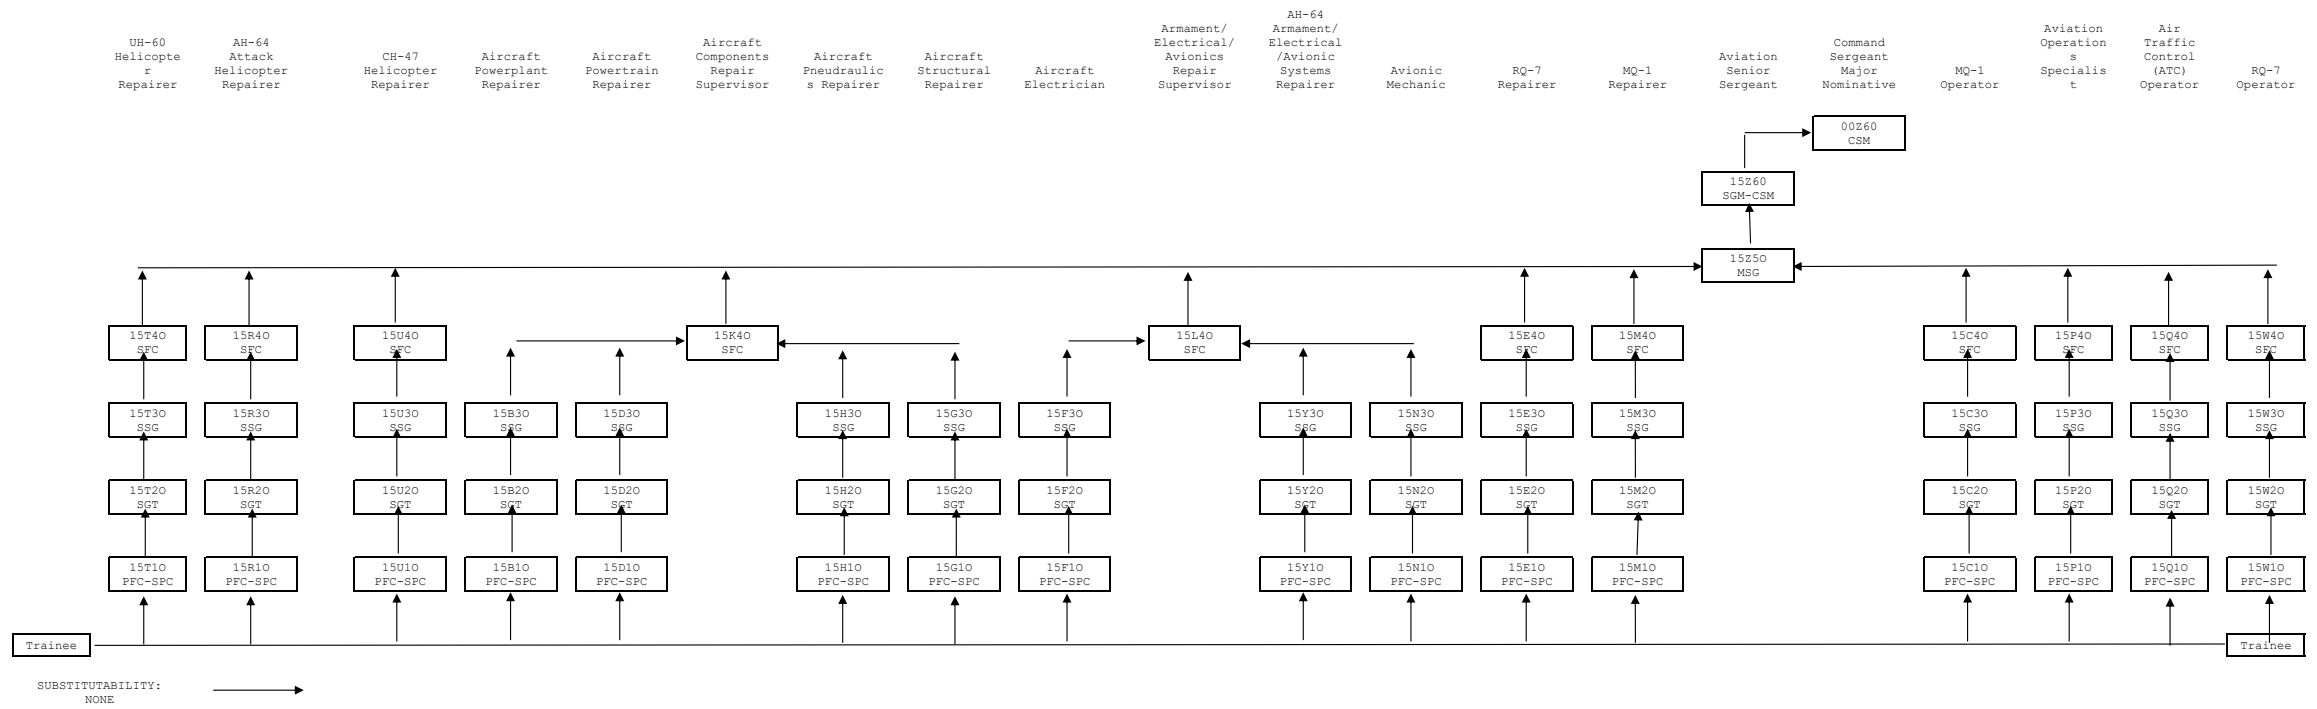 UH-60
Helicopte
r
Repairer
AH-64
Attack
Helicopter
Repairer
CH-47
Helicopter
Repairer
Aircraft
Powerplant
Repairer
Aircraft
Powertrain
Repairer
Aircraft
Components
Repair
Supervisor
Aircraft
Pneudraulic
s Repairer
Aircraft
Structural
Repairer
Aircraft
Electrician
Armament/
Electrical/
Avionics
Repair
Supervisor
AH-64
Armament/
Electrical
/Avionic
Systems
Repairer
Avionic
Mechanic
RQ-7
Repairer
MQ-1
Repairer
Aviation
Senior
Sergeant
Command
Sergeant
Major
Nominative
MQ-1
Operator
Aviation
Operation
s
Specialis
t
Air
Traffic
Control
(ATC)
Operator
RQ-7
Operator
00Z60
CSM
15Z60
SGM-CSM
15Z5O
MSG
15T4O
SFC
15R4O
SFC
15U4O
SFC
15K4O
SFC
15L4O
SFC
15E4O
SFC
15M4O
SFC
15C4O
SFC
15P4O
SFC
15Q4O
SFC
15W4O
SFC
15T3O
SSG
15R3O
SSG
15U3O
SSG
15B3O
SSG
15D3O
SSG
15H3O
SSG
15G3O
SSG
15F3O
SSG
15Y3O
SSG
15N3O
SSG
15E3O
SSG
15M3O
SSG
15C3O
SSG
15P3O
SSG
15Q3O
SSG
15W3O
SSG
15T2O
SGT
15R2O
SGT
15U2O
SGT
15B2O
SGT
15D2O
SGT
15H2O
SGT
15G2O
SGT
15F2O
SGT
15Y2O
SGT
15N2O
SGT
15E2O
SGT
15M2O
SGT
15C2O
SGT
15P2O
SGT
15Q2O
SGT
15W2O
SGT
15T1O
PFC-SPC
15R1O
PFC-SPC
15U1O
PFC-SPC
15B1O
PFC-SPC
15D1O
PFC-SPC
15H1O
PFC-SPC
15G1O
PFC-SPC
15F1O
PFC-SPC
15Y1O
PFC-SPC
15N1O
PFC-SPC
15E1O
PFC-SPC
15M1O
PFC-SPC
15C1O
PFC-SPC
15P1O
PFC-SPC
15Q1O
PFC-SPC
15W1O
PFC-SPC
Trainee
Trainee
SUBSTITUTABILITY:
NONE